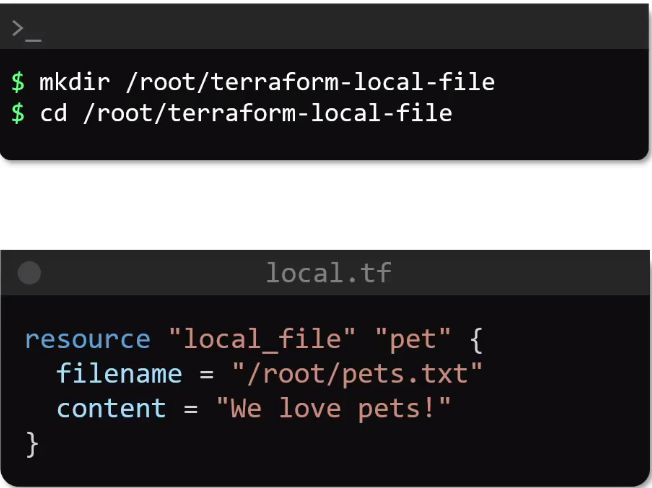 >_
$ mkdir /root/terraform-local-file
$ cd /root/terraform-local-file
local.tf
resource "local_file" "pet" {
  filename = "/root/pets.txt"
  content = "We love pets!"
}